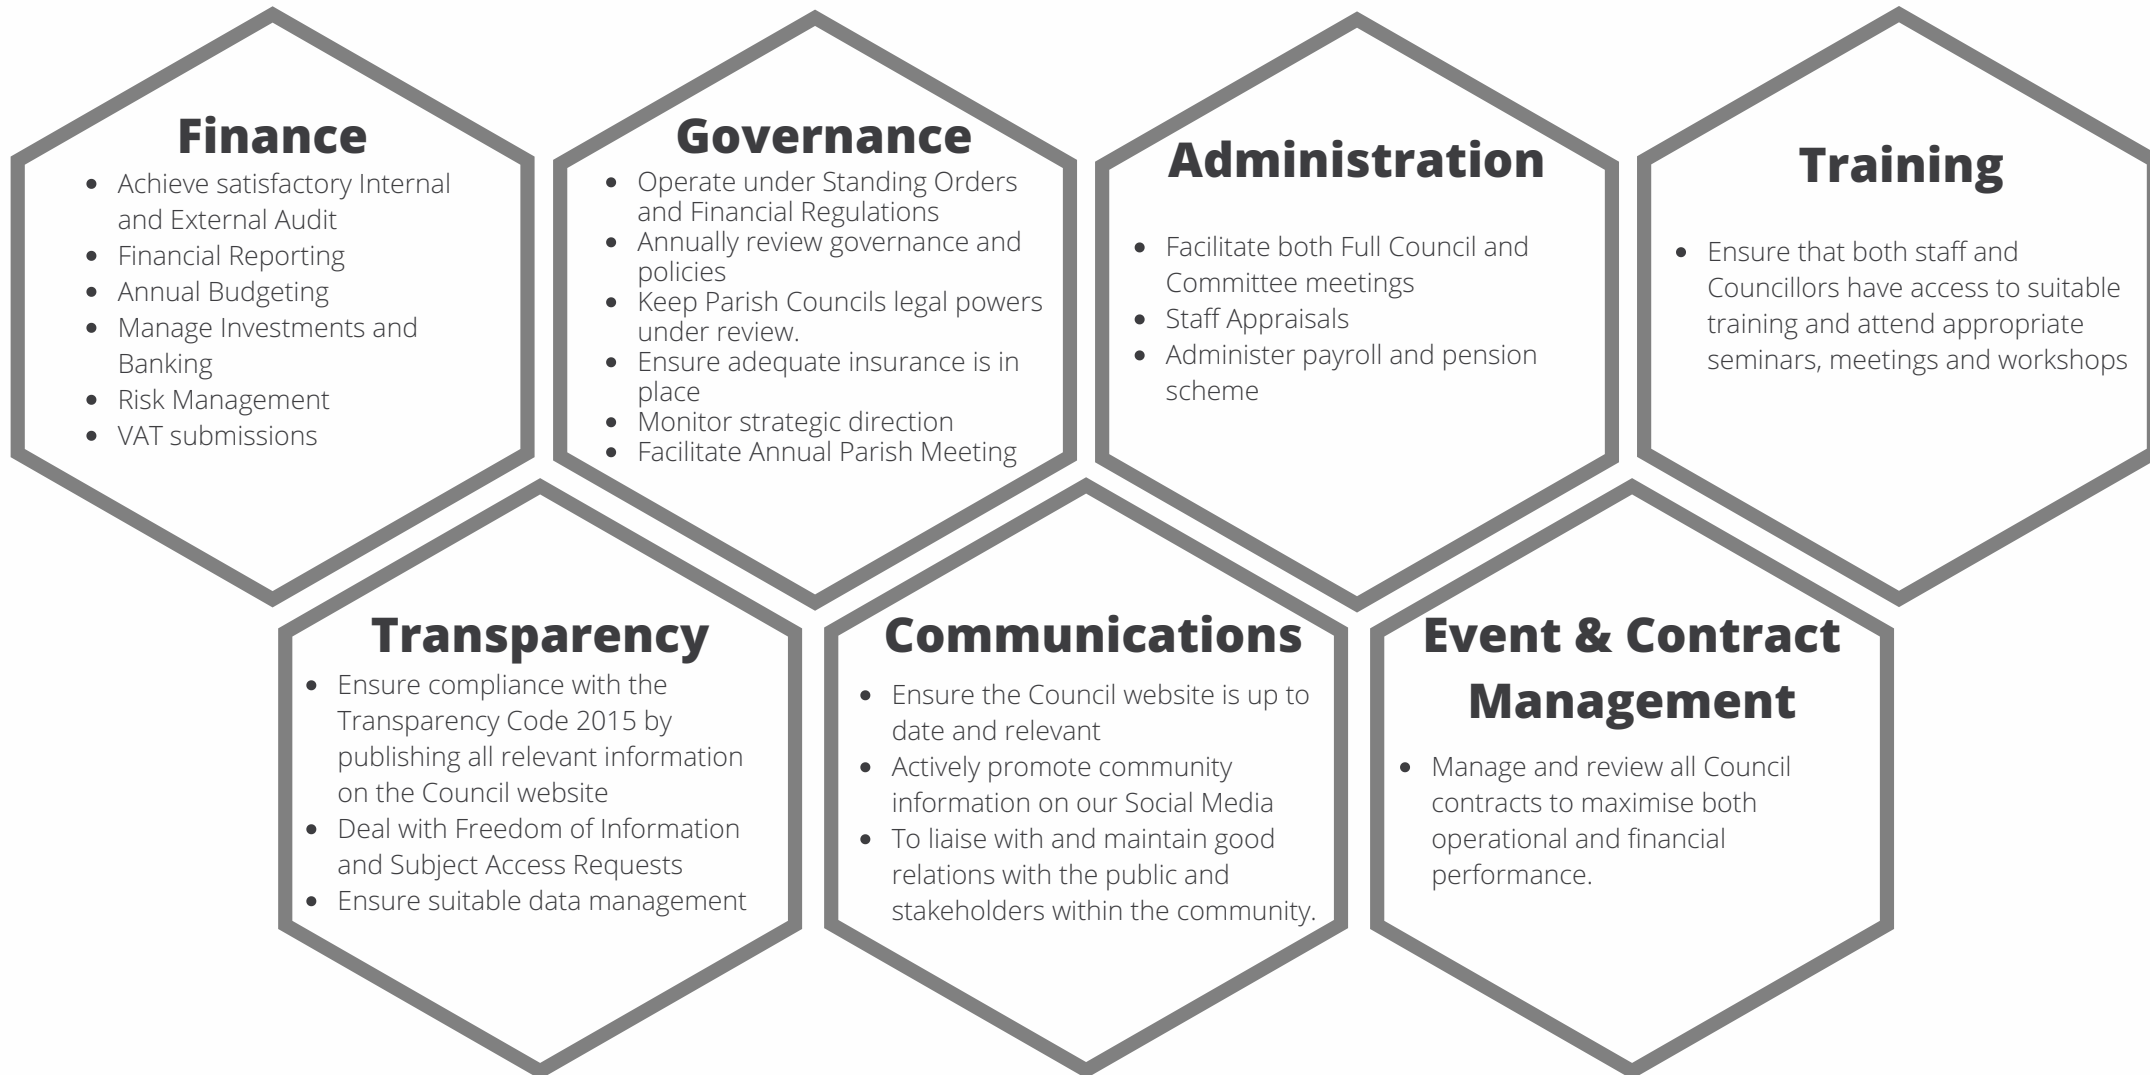 Finance
• Achieve satisfactory Internal
and External Audit
• Financial Reporting
• Annual Budgeting
• Manage Investments and
Banking
• Risk Management
• VAT submissions
Governance
• Operate under Standing Orders
and Financial Regulations
• Annually review governance and
policies
• Keep Parish Councils legal powers
under review.
• Ensure adequate insurance is in
place
• Monitor strategic direction
• Facilitate Annual Parish Meeting
Administration
• Facilitate both Full Council and
Committee meetings
• Staff Appraisals
• Administer payroll and pension
scheme
Training
• Ensure that both staff and
Councillors have access to suitable
training and attend appropriate
seminars, meetings and workshops
Transparency
• Ensure compliance with the
Transparency Code 2015 by
publishing all relevant information
on the Council website
• Deal with Freedom of Information
and Subject Access Requests
• Ensure suitable data management
Communications
• Ensure the Council website is up to
date and relevant
• Actively promote community
information on our Social Media
• To liaise with and maintain good
relations with the public and
stakeholders within the community.
Event & Contract
Management
• Manage and review all Council
contracts to maximise both
operational and financial
performance.